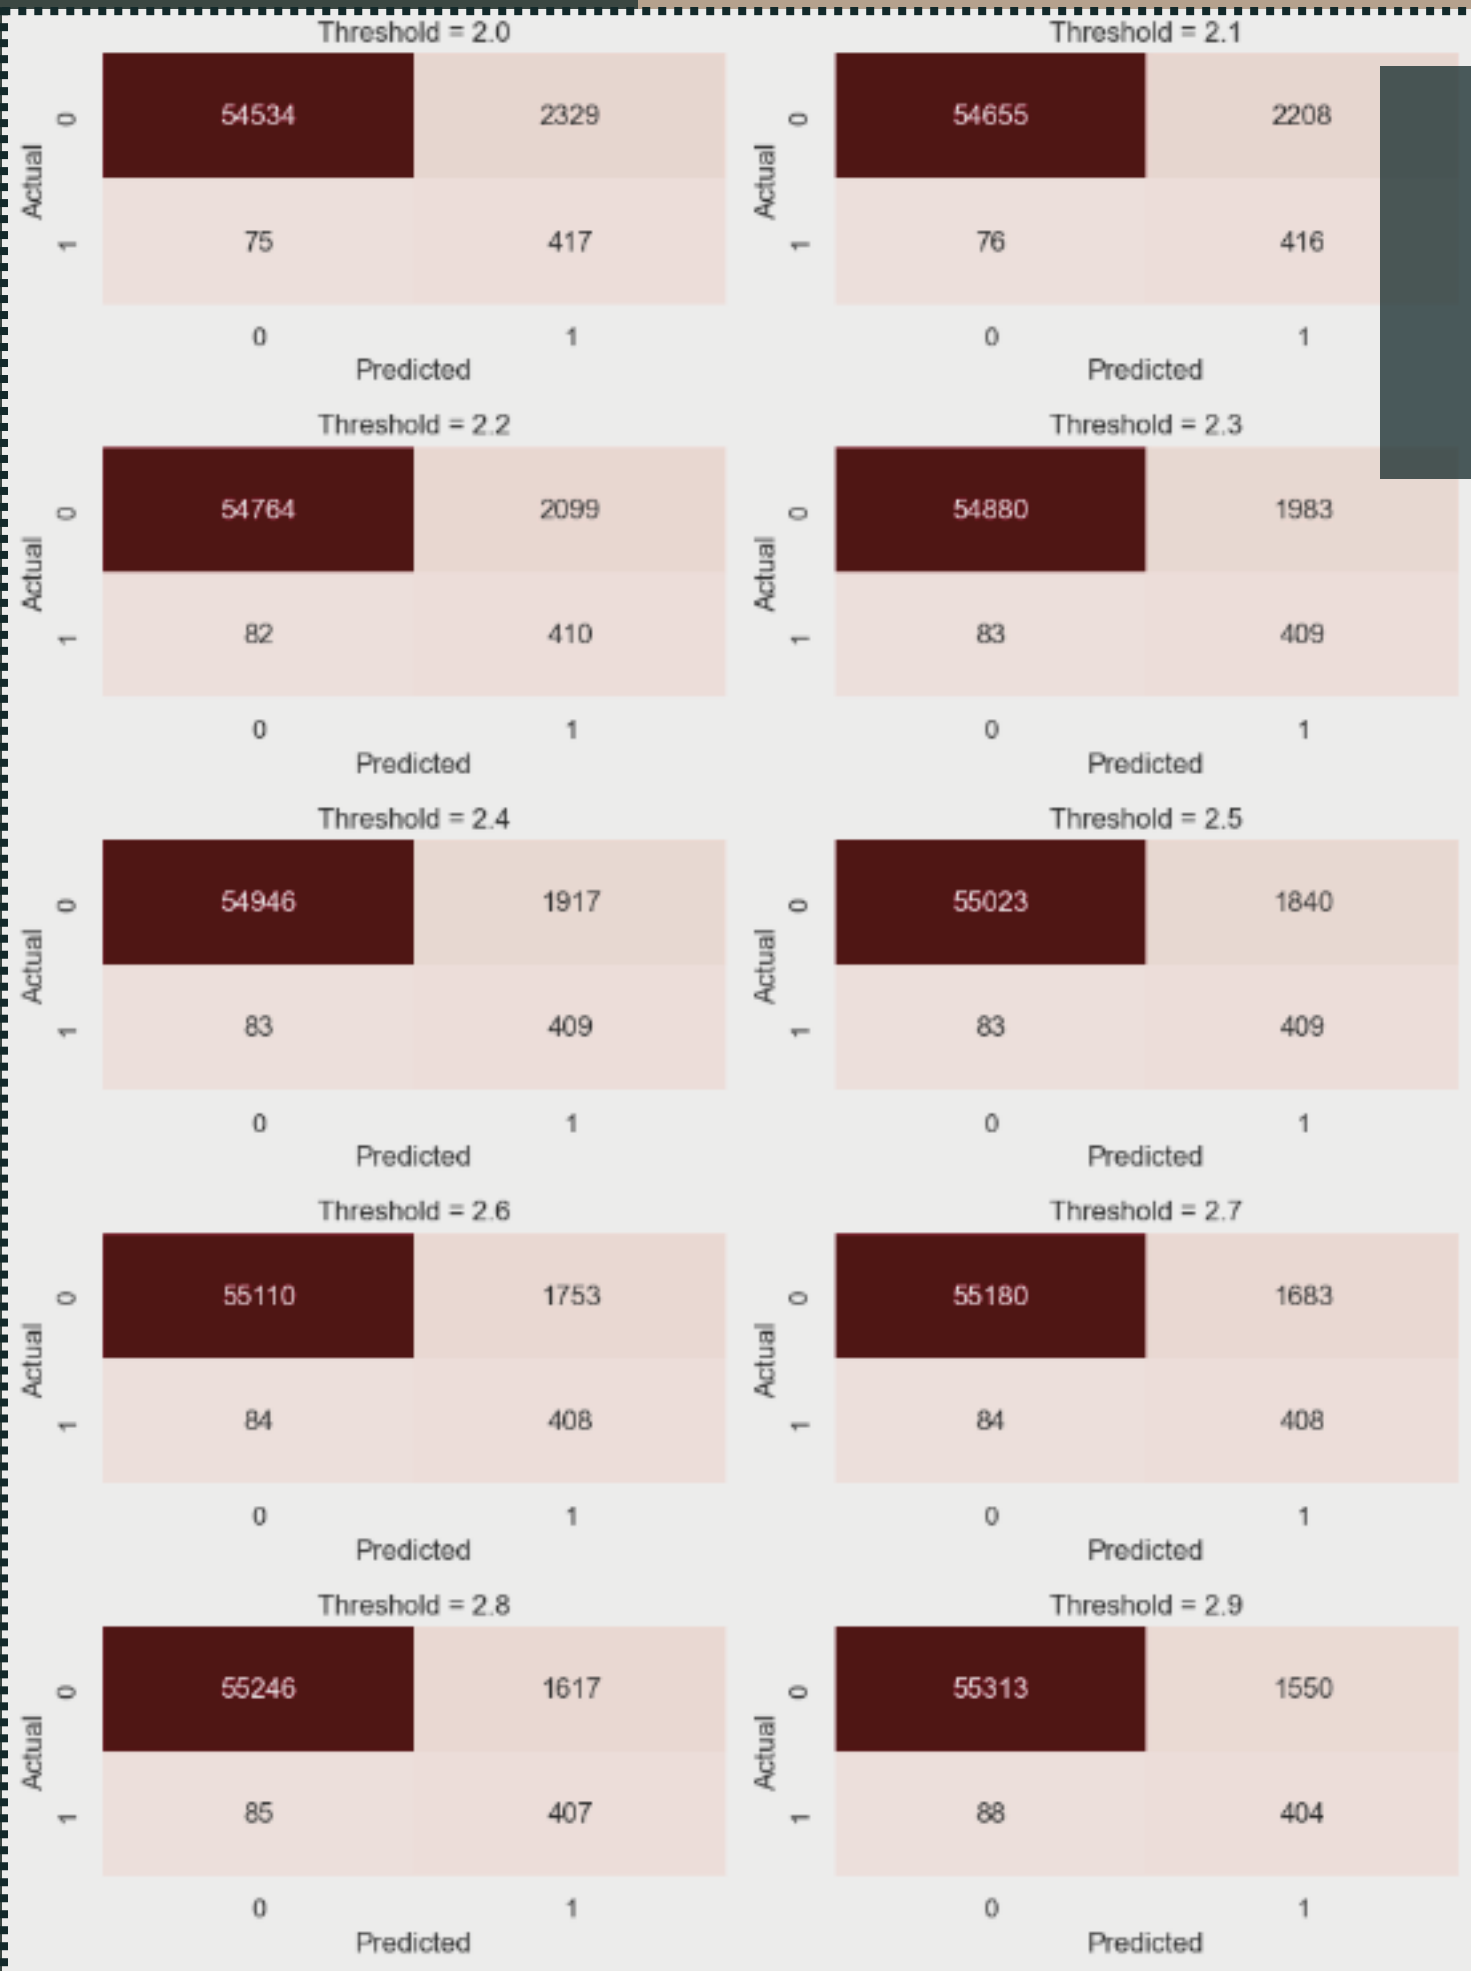 Threshold = 2.0
0 54534 2329
Actual
1 75 417
0 1
Predicted
Threshold = 2.1
0 54655 2208
Actual
1 76 416
0 1
Predicted
Threshold = 2.2
0 54764 2099
Actual
1 82 410
0 1
Predicted
Threshold = 2.3
0 54880 1983
Actual
1 83 409
0 1
Predicted
Threshold = 2.4
0 54946 1917
Actual
1 83 409
0 1
Predicted
Threshold = 2.5
0 55023 1840
Actual
1 83 409
0 1
Predicted
Threshold = 2.6
0 55110 1753
Actual
1 84 408
0 1
Predicted
Threshold = 2.7
0 55180 1683
Actual
1 84 408
0 1
Predicted
Threshold = 2.8
0 55246 1617
Actual
1 85 407
0 1
Predicted
Threshold = 2.9
0 55313 1550
Actual
1 88 404
0 1
Predicted